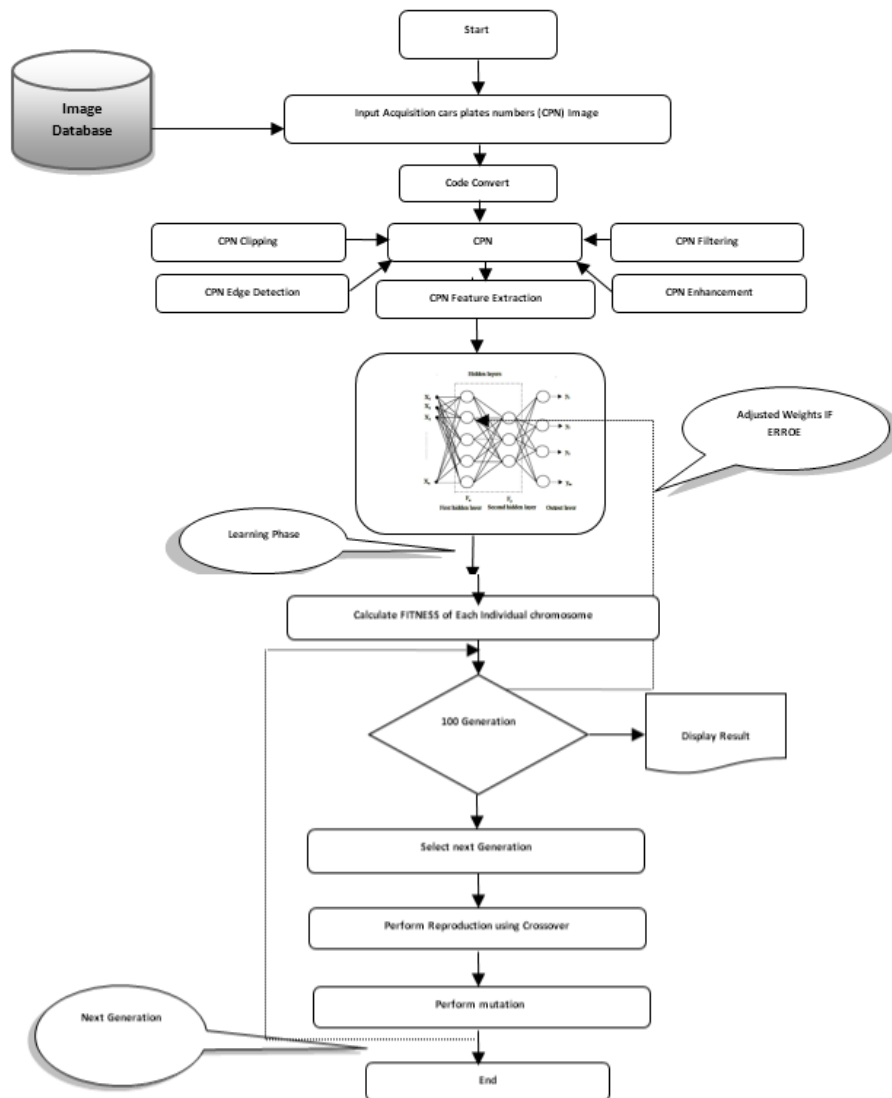 Start
Image
Database
Input Acquisition cars plates numbers (CPN) Image
Code Convert
CPN Clipping
CPN
CPN Filtering
CPN Edge Detection
CPN Feature Extraction
CPN Enhancement
Hidden layers
First hidden layer
Second hidden layer
Output layer
Adjusted Weights IF
ERROE
Learning Phase
Calculate FITNESS of Each Individual chromosome
100 Generation
Display Result
Select next Generation
Perform Reproduction using Crossover
Perform mutation
Next Generation
End